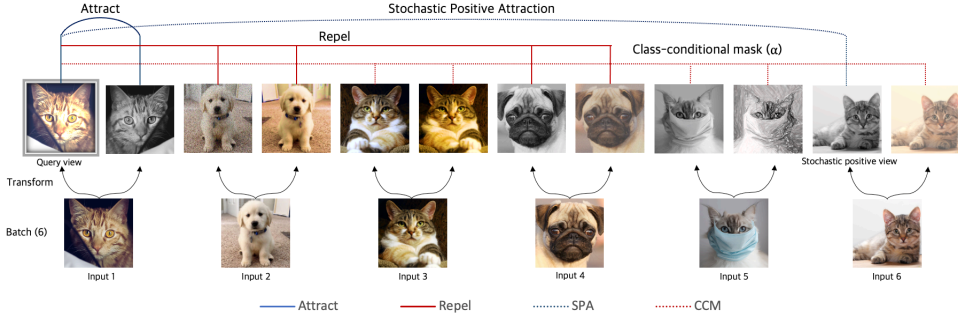 Attract
Stochastic Positive Attraction
Repel
Class-conditional mask (α)
Query view
Stochastic positive view
Transform
Batch (6)
Input 1
Input 2
Input 3
Input 4
Input 5
Input 6
Attract
Repel
SPA
CCM